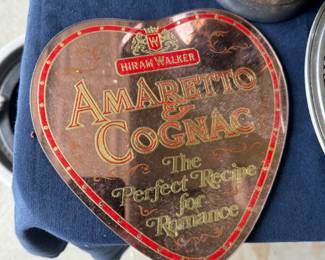 W
HIRAM WALKER
AMARETTO
&
COGNAC
The
Perfect Recipe
for
Romance